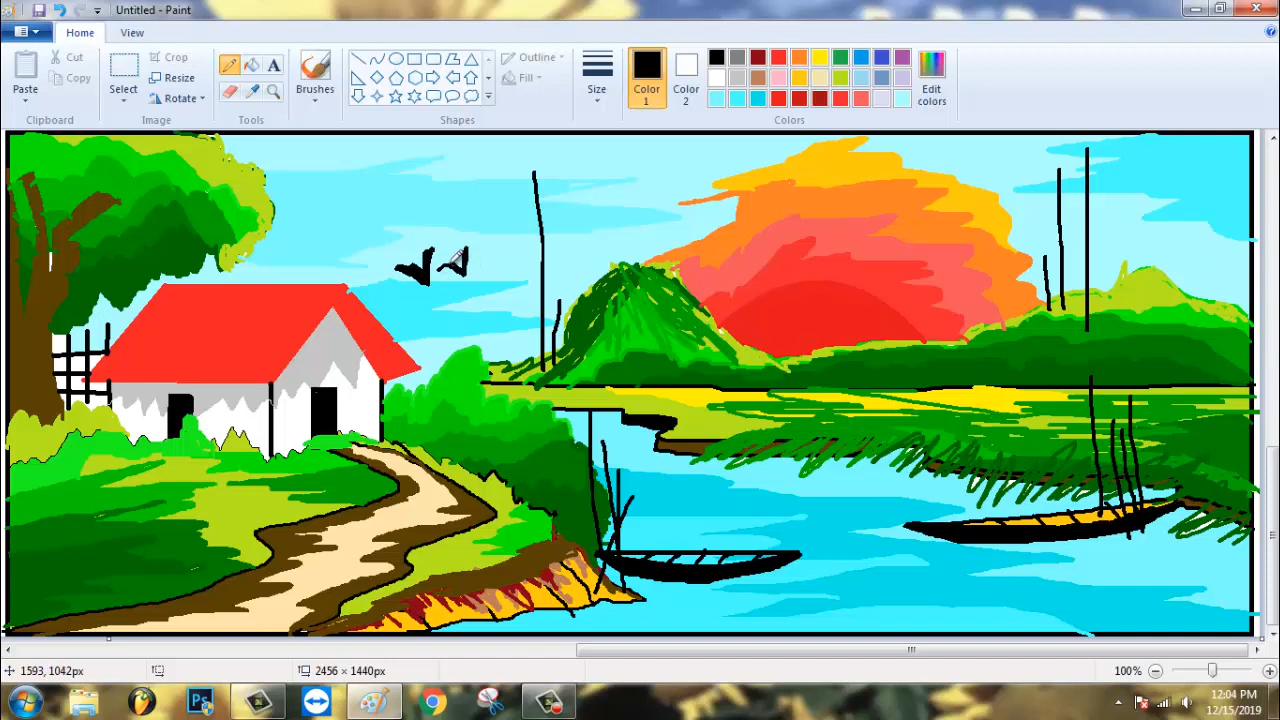 Untitled - Paint
Home View
Paste
Cut
Copy
Clipboard
Select
Crop
Resize
Rotate
Image
Tools
Brushes
Outline
Fill
Shapes
Size
Color 1
Color 2
Edit colors
Colors
1593, 1042px
2456 × 1440px
100%
Ps
12:04 PM
12/15/2019